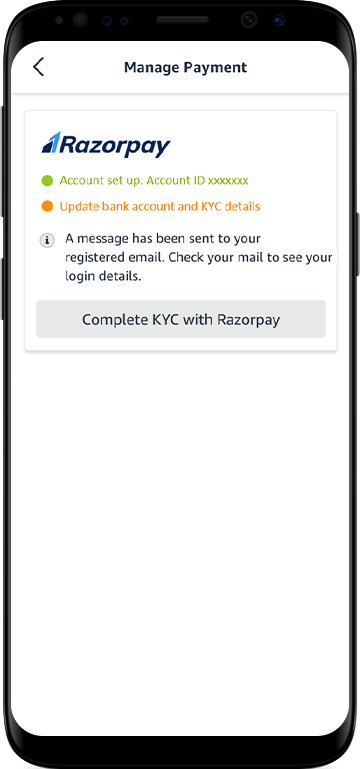 Manage Payment
Razorpay
Account set up. Account ID xxxxxxx
Update bank account and KYC details
A message has been sent to your
registered email. Check your mail to see your
login details.
Complete KYC with Razorpay